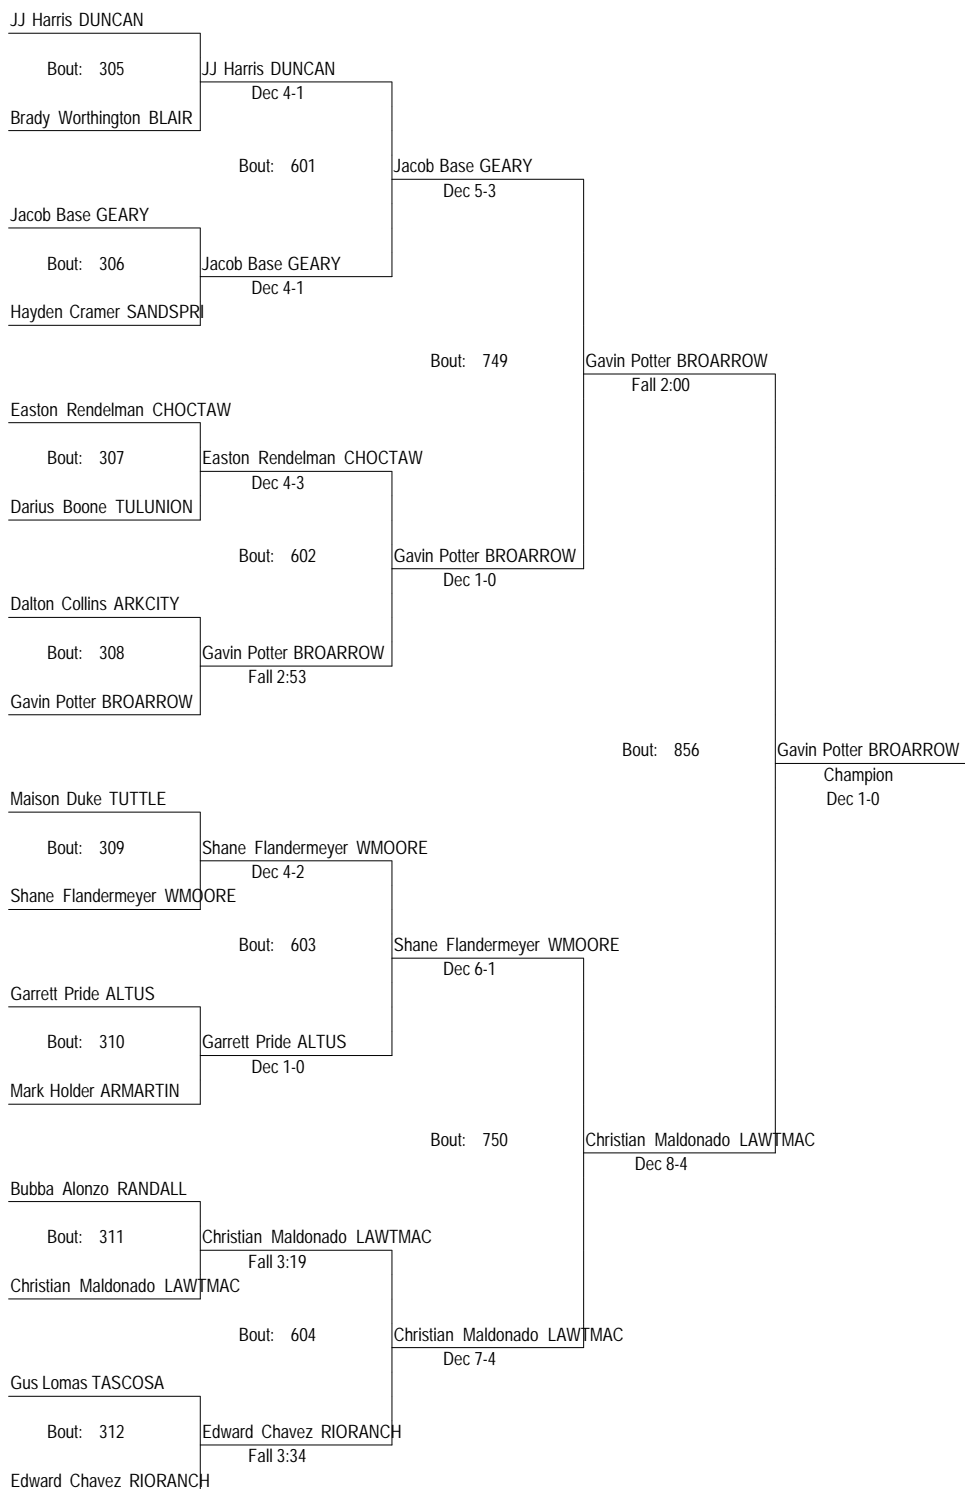 JJ Harris DUNCAN
Bout: 305
JJ Harris DUNCAN
Dec 4-1
Brady Worthington BLAIR
Bout: 601
Jacob Base GEARY
Dec 5-3
Jacob Base GEARY
Bout: 306
Jacob Base GEARY
Dec 4-1
Hayden Cramer SANDSPRI
Bout: 749
Gavin Potter BROARROW
Fall 2:00
Easton Rendelman CHOCTAW
Bout: 307
Easton Rendelman CHOCTAW
Dec 4-3
Darius Boone TULUNION
Bout: 602
Gavin Potter BROARROW
Dec 1-0
Dalton Collins ARKCITY
Bout: 308
Gavin Potter BROARROW
Fall 2:53
Gavin Potter BROARROW
Bout: 856
Gavin Potter BROARROW
Champion
Dec 1-0
Maison Duke TUTTLE
Bout: 309
Shane Flandermeyer WMOORE
Dec 4-2
Shane Flandermeyer WMOORE
Bout: 603
Shane Flandermeyer WMOORE
Dec 6-1
Garrett Pride ALTUS
Bout: 310
Garrett Pride ALTUS
Dec 1-0
Mark Holder ARMARTIN
Bout: 750
Christian Maldonado LAWTMAC
Dec 8-4
Bubba Alonzo RANDALL
Bout: 311
Christian Maldonado LAWTMAC
Fall 3:19
Christian Maldonado LAWTMAC
Bout: 604
Christian Maldonado LAWTMAC
Dec 7-4
Gus Lomas TASCOSA
Bout: 312
Edward Chavez RIORANCH
Fall 3:34
Edward Chavez RIORANCH